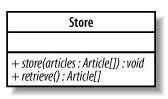 Store
+ store(articles : Article[]) : void
+ retrieve() : Article[]